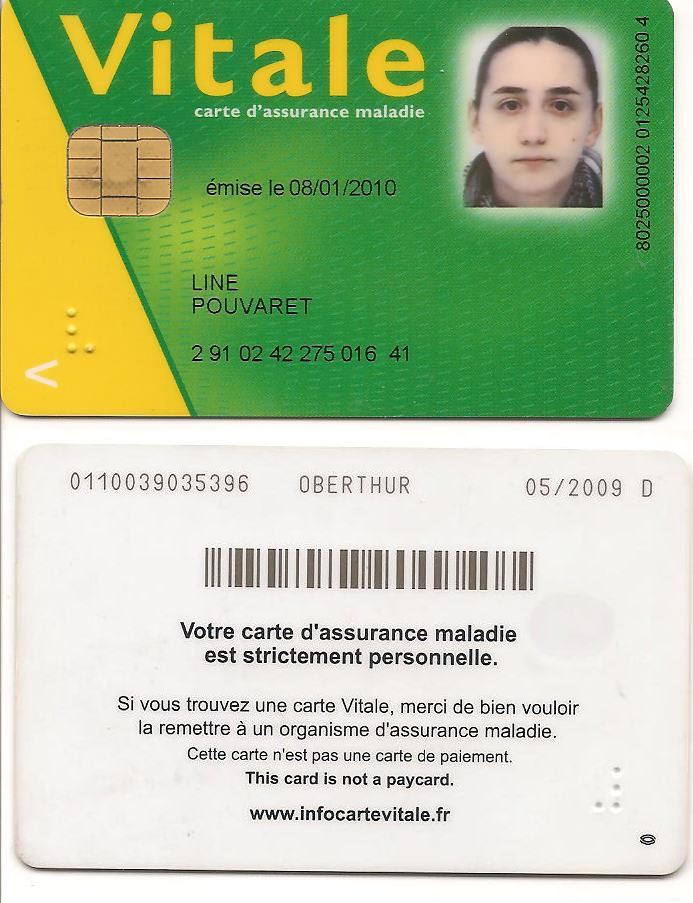 Vitale
carte d'assurance maladie
émise le 08/01/2010
8025000002 0125428260 4
LINE
POUVARET
2 91 02 42 275 016 41
<
0110039035396 OBERTHUR 05/2009 D
Votre carte d'assurance maladie
est strictement personnelle.
Si vous trouvez une carte Vitale, merci de bien vouloir
la remettre à un organisme d'assurance maladie.
Cette carte n'est pas une carte de paiement.
This card is not a paycard.
www.infocartevitale.fr